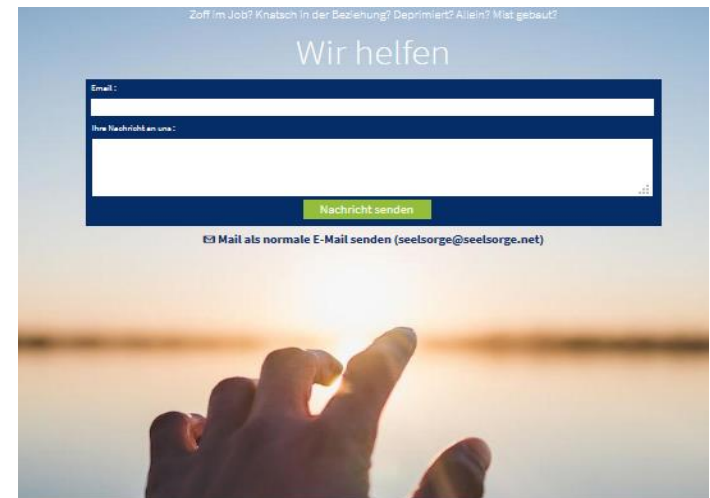 Zoff im Job? Knatsch in der Beziehung? Deprimiert? Allein? Mist gebaut?
Wir helfen
Email :
Ihre Nachricht an uns :
Nachricht senden
Mail als normale E-Mail senden (seelsorge@seelsorge.net)